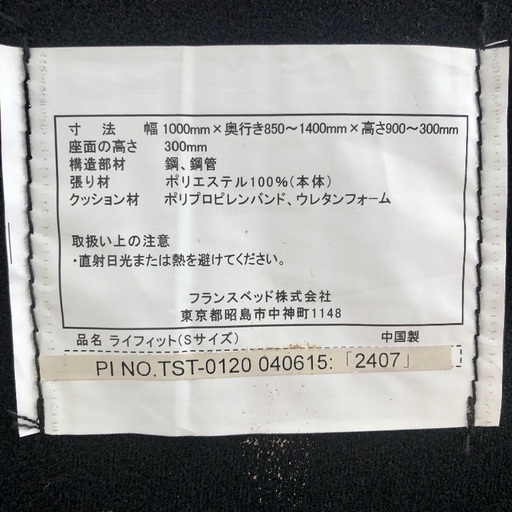 寸 法 幅 1000mm×奥行き850～1400mm×高さ900～300mm
座面の高さ 300mm
構造部材 鋼、鋼管
張り材 ポリエステル100%(本体)
クッション材 ポリプロピレンバンド、ウレタンフォーム
取扱い上の注意
・直射日光または熱を避けてください。
フランスベッド株式会社
東京都昭島市中神町1148
品名 ライフィット(Sサイズ) 中国製
PI NO.TST-0120 040615:「2407」